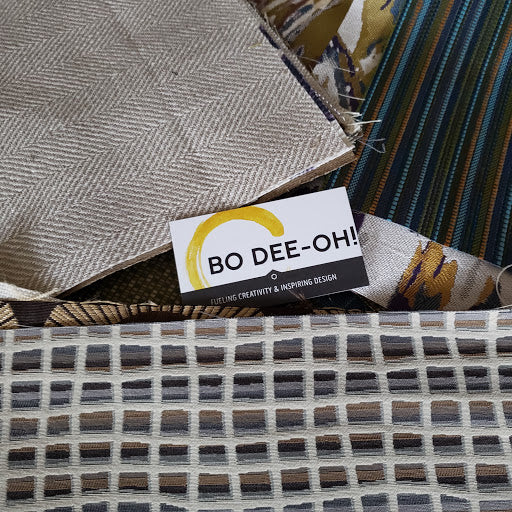 BO DEE-OH!
FUELING CREATIVITY & INSPIRING DESIGN